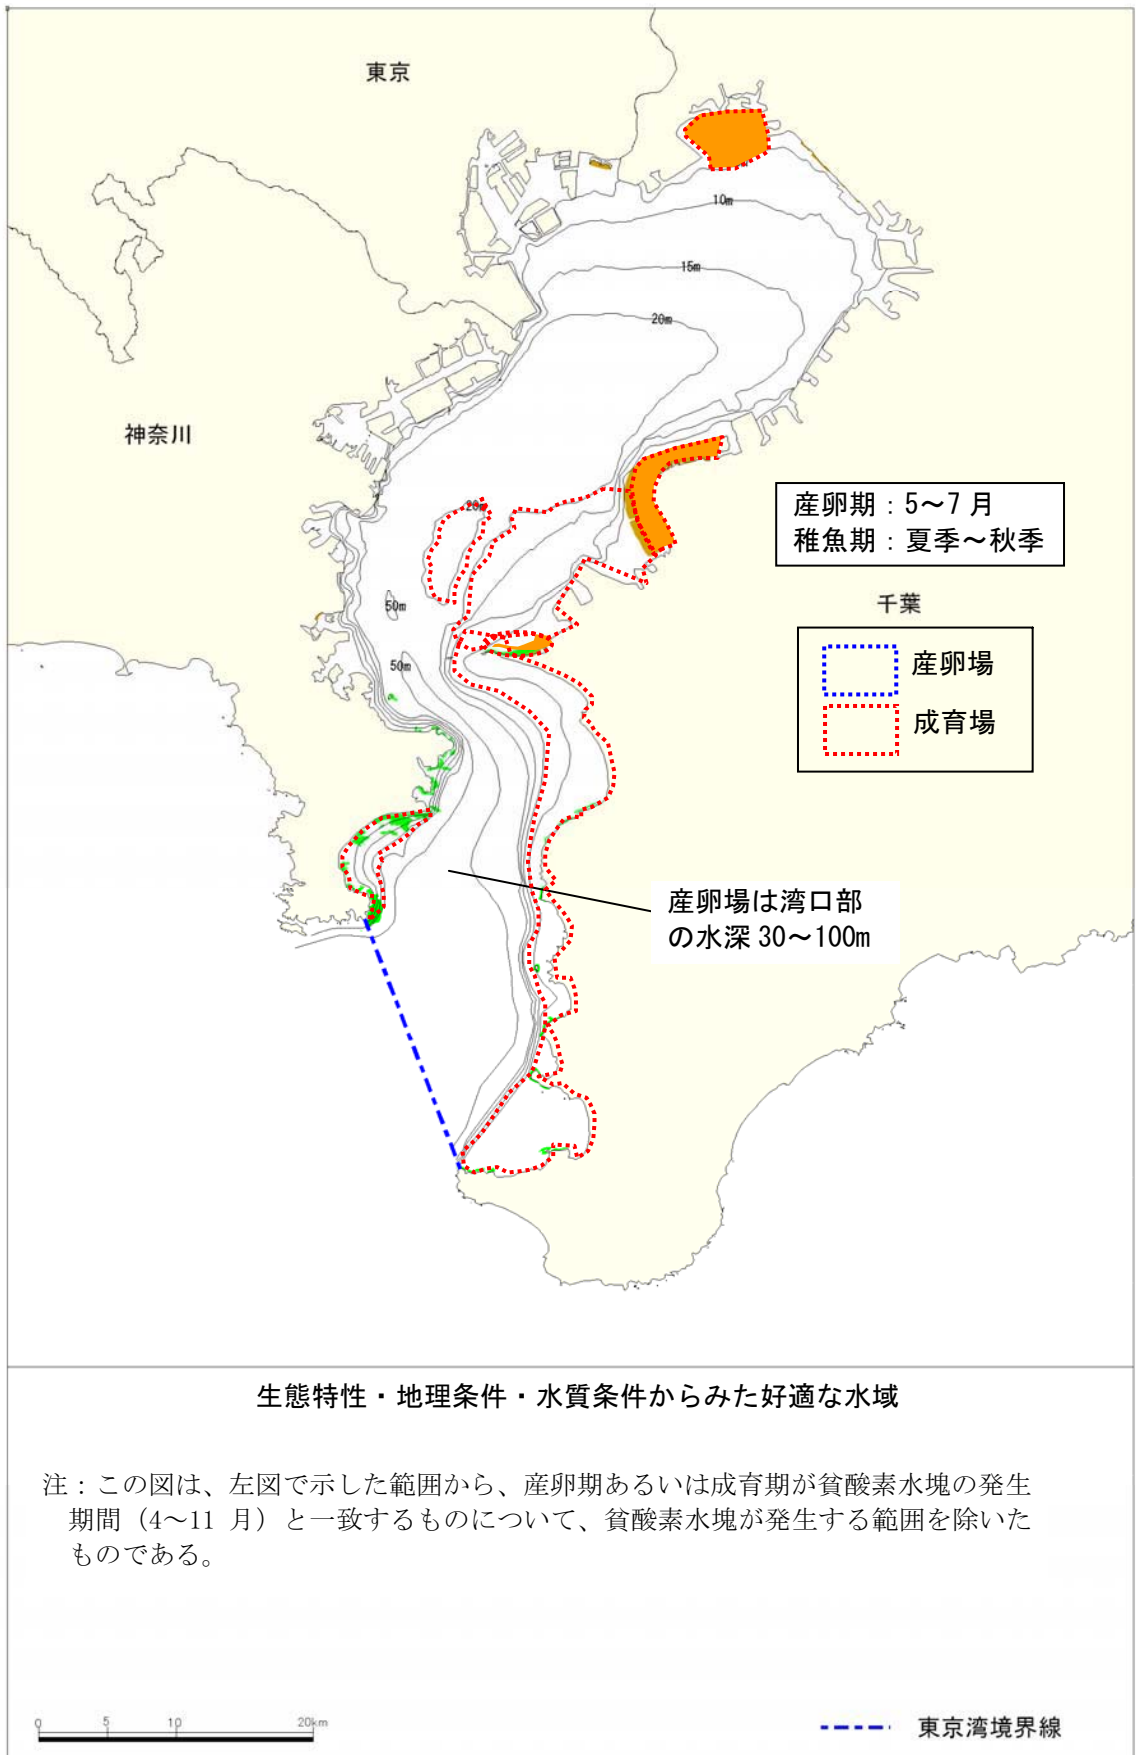 東京
10m
15m
20m
神奈川
20m
産卵期：5～7 月
稚魚期：夏季～秋季
千葉
50m
50m
産卵場
成育場
産卵場は湾口部
の水深 30～100m
生態特性・地理条件・水質条件からみた好適な水域
注：この図は、左図で示した範囲から、産卵期あるいは成育期が貧酸素水塊の発生
期間（4～11 月）と一致するものについて、貧酸素水塊が発生する範囲を除いた
ものである。
0 5 10 20km
東京湾境界線